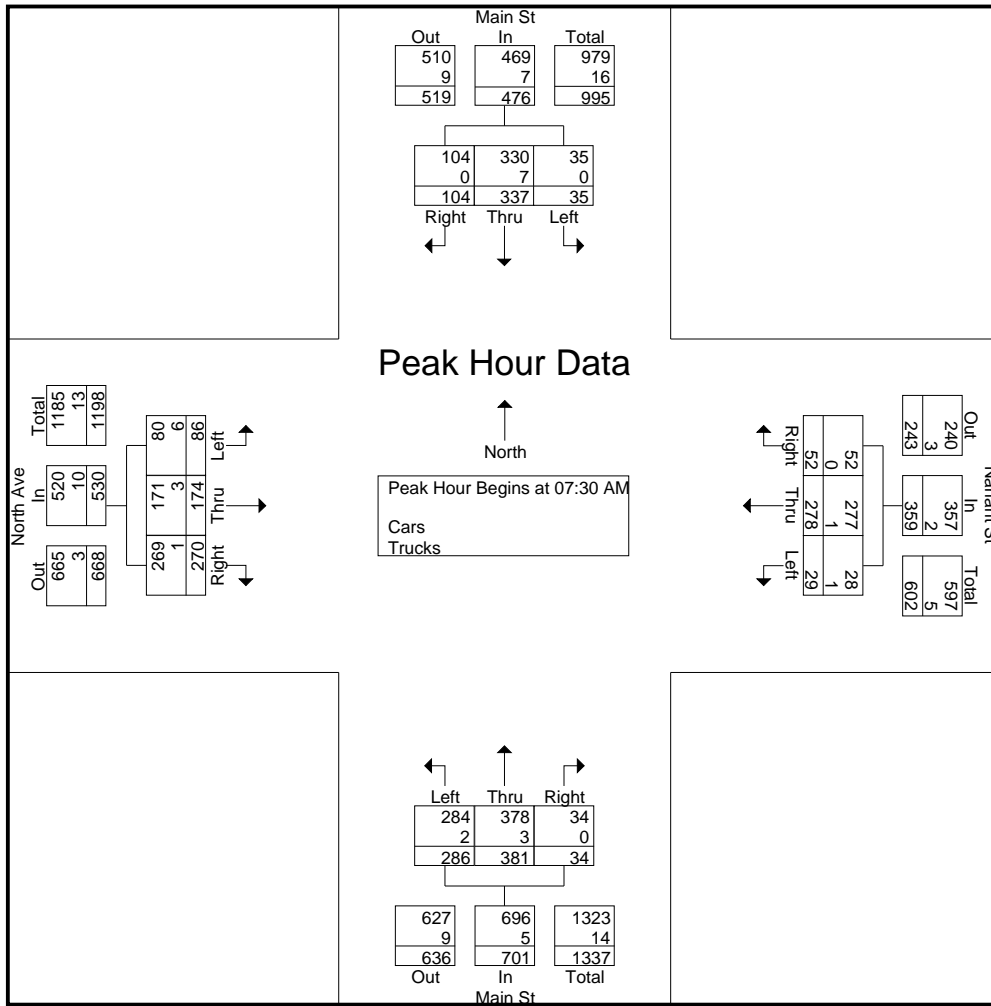 Main St
Out In Total
510 469 979
9 7 16
519 476 995
104 330 35
0 7 0
104 337 35
Right Thru Left
Peak Hour Data
North
Peak Hour Begins at 07:30 AM
Cars
Trucks
North Ave
Out In Total
665 520 1185
3 10 13
668 530 1198
269 171 80
1 3 6
270 174 86
Right Thru Left
Nahant St
Out In Total
240 357 597
3 2 5
243 359 602
52 277 28
0 1 1
52 278 29
Right Thru Left
Left Thru Right
284 378 34
2 3 0
286 381 34
627 696 1323
9 5 14
636 701 1337
Out In Total
Main St